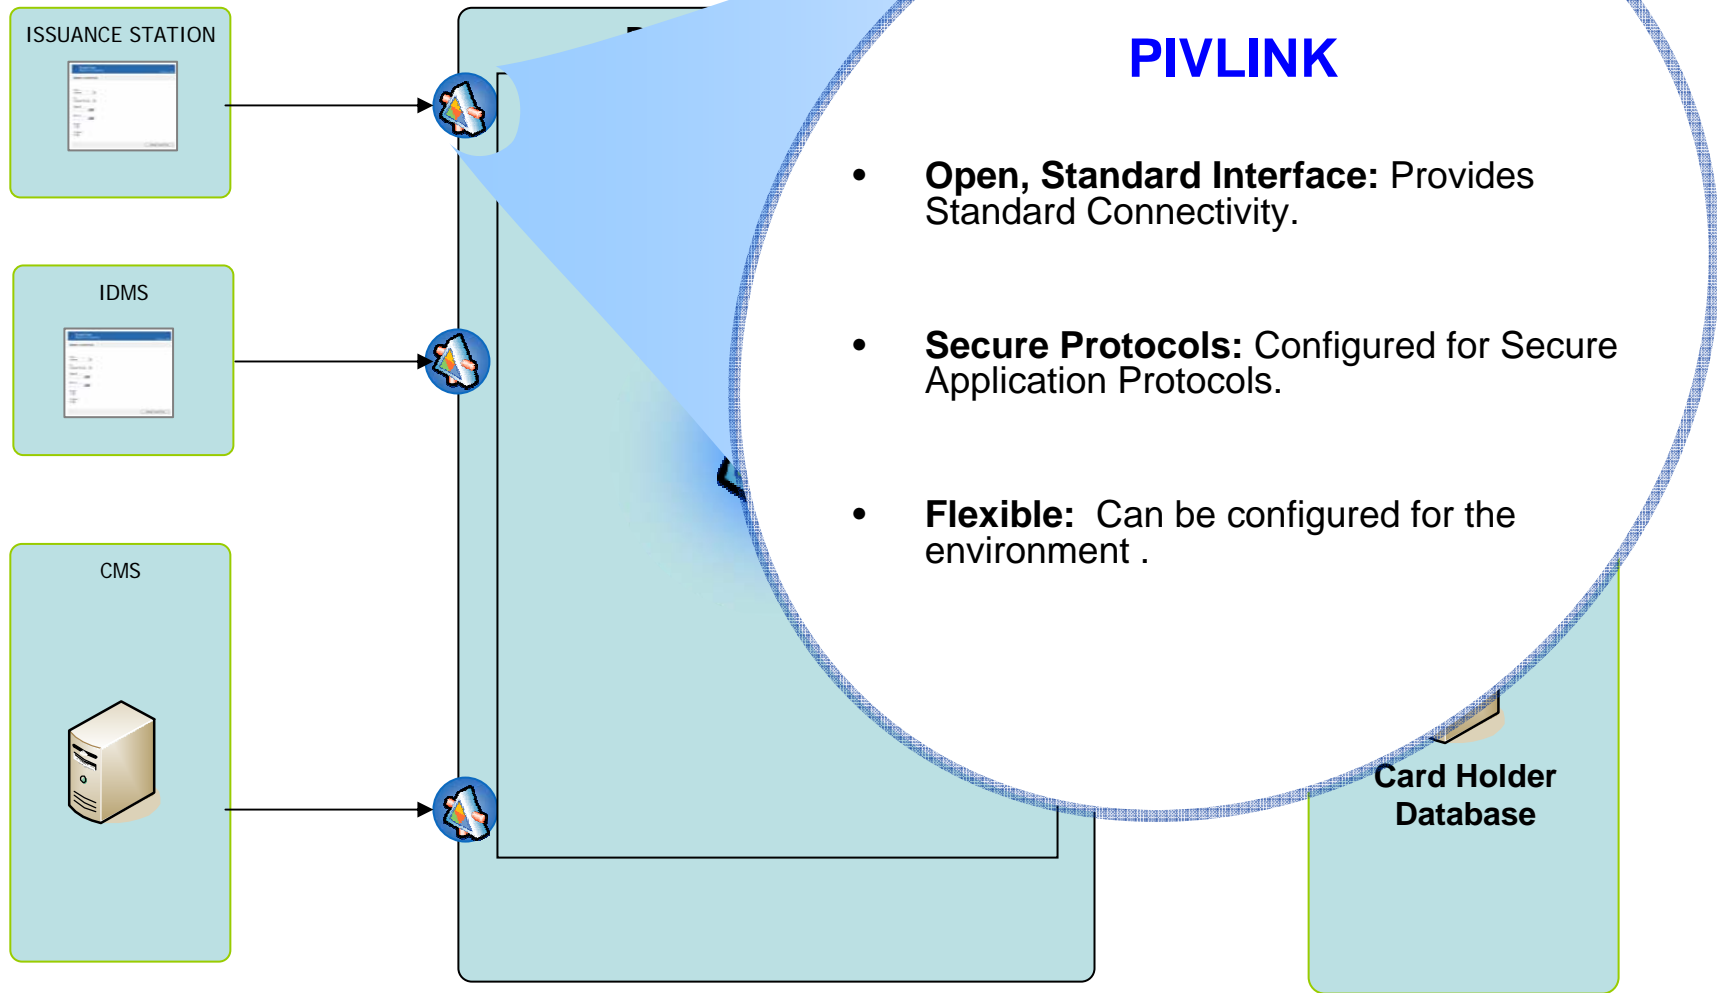 ISSUANCE STATION
PIVLINK
• Open, Standard Interface: Provides
Standard Connectivity.
IDMS
• Secure Protocols: Configured for Secure
Application Protocols.
• Flexible: Can be configured for the
environment .
CMS
Card Holder
Database